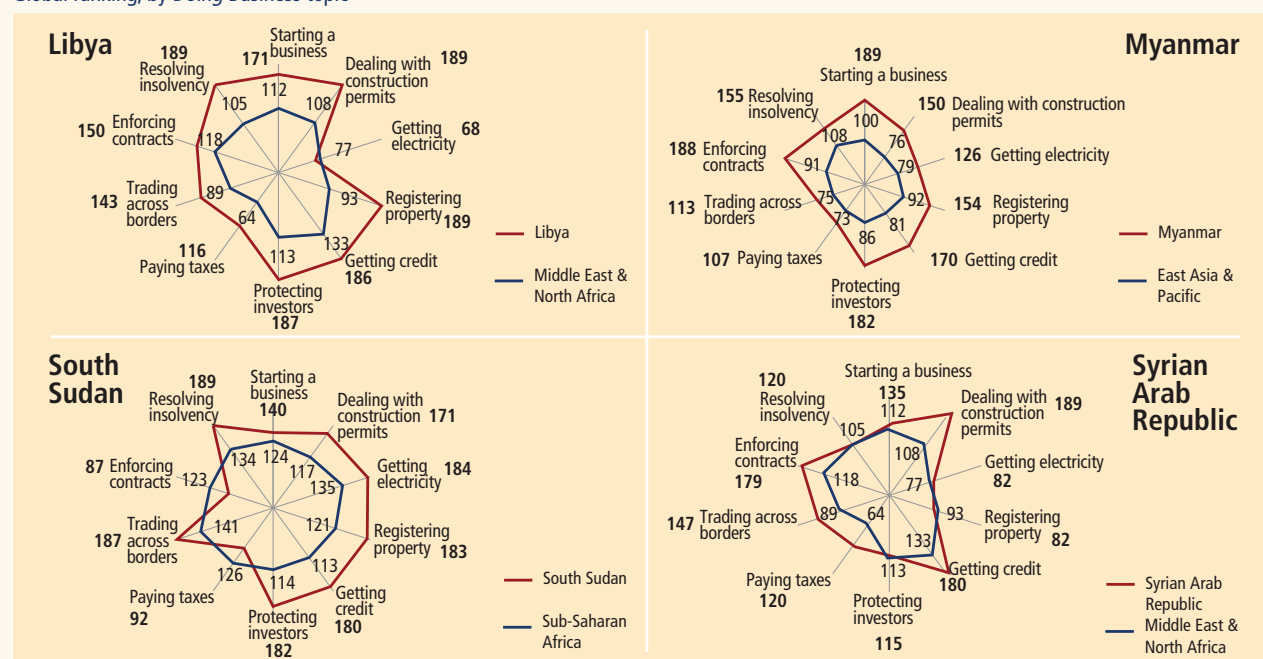 Global ranking, by Doing Business topic
Libya
Starting a
business
171
189
Dealing with
construction
permits
189
Resolving
insolvency
112
105
108
Getting
electricity
68
150
Enforcing
contracts
118
77
143
Trading
across
borders
89
93
Registering
property
189
64
116
Paying taxes
113
133
Getting credit
186
Protecting
investors
187
Libya
Middle East &
North Africa
Myanmar
189
Starting a business
155
Resolving
insolvency
150
Dealing with construction
permits
100
108
76
188
Enforcing
contracts
91
79
126
Getting electricity
113
Trading across
borders
75
92
154
Registering
property
73
86
81
107
Paying taxes
170
Getting credit
Protecting
investors
182
Myanmar
East Asia &
Pacific
South
Sudan
189
Resolving
insolvency
Starting a
business
140
Dealing with
construction
permits
171
134
124
117
87
Enforcing
contracts
123
135
Getting
electricity
184
187
Trading
across
borders
141
121
Registering
property
183
126
114
113
Paying taxes
92
Protecting
investors
182
Getting
credit
180
South Sudan
Sub-Saharan
Africa
Syrian
Arab
Republic
Starting a business
135
120
Resolving
insolvency
112
105
108
Dealing with
construction
permits
189
Enforcing
contracts
179
118
77
Getting electricity
82
147
Trading across
borders
89
64
93
Registering
property
82
133
113
Getting credit
180
Paying taxes
120
Protecting
investors
115
Syrian Arab
Republic
Middle East &
North Africa